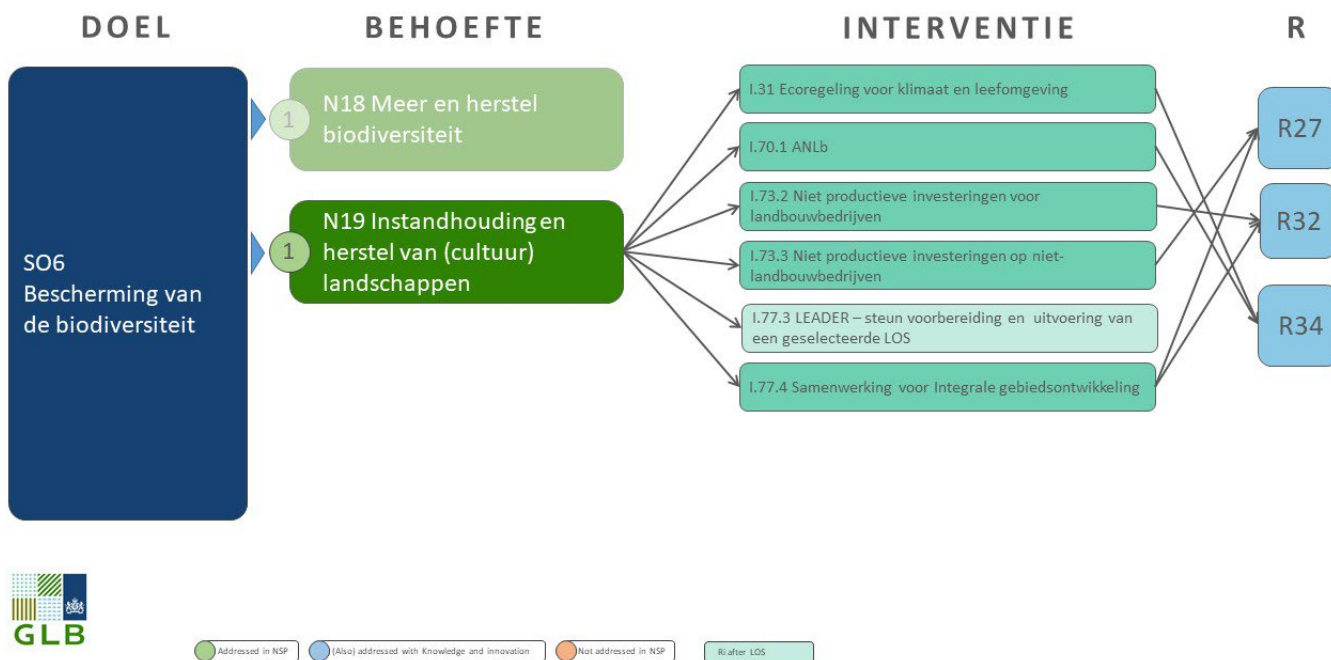 DOEL
BEHOEFTE
INTERVENTIE
R
SO6
Bescherming van
de biodiversiteit
1
N18 Meer en herstel
biodiversiteit
1
N19 Instandhouding en
herstel van (cultuur)
landschappen
I.31 Ecoregeling voor klimaat en leefomgeving
I.70.1 ANLb
I.73.2 Niet productieve investeringen voor
landbouwbedrijven
I.73.3 Niet productieve investeringen op niet-
landbouwbedrijven
I.77.3 LEADER – steun voorbereiding en uitvoering van
een geselecteerde LOS
I.77.4 Samenwerking voor Integrale gebiedsontwikkeling
R27
R32
R34
GLB
Addressed in NSP
(Also) addressed with Knowledge and innovation
Not addressed in NSP
Ri after LOS